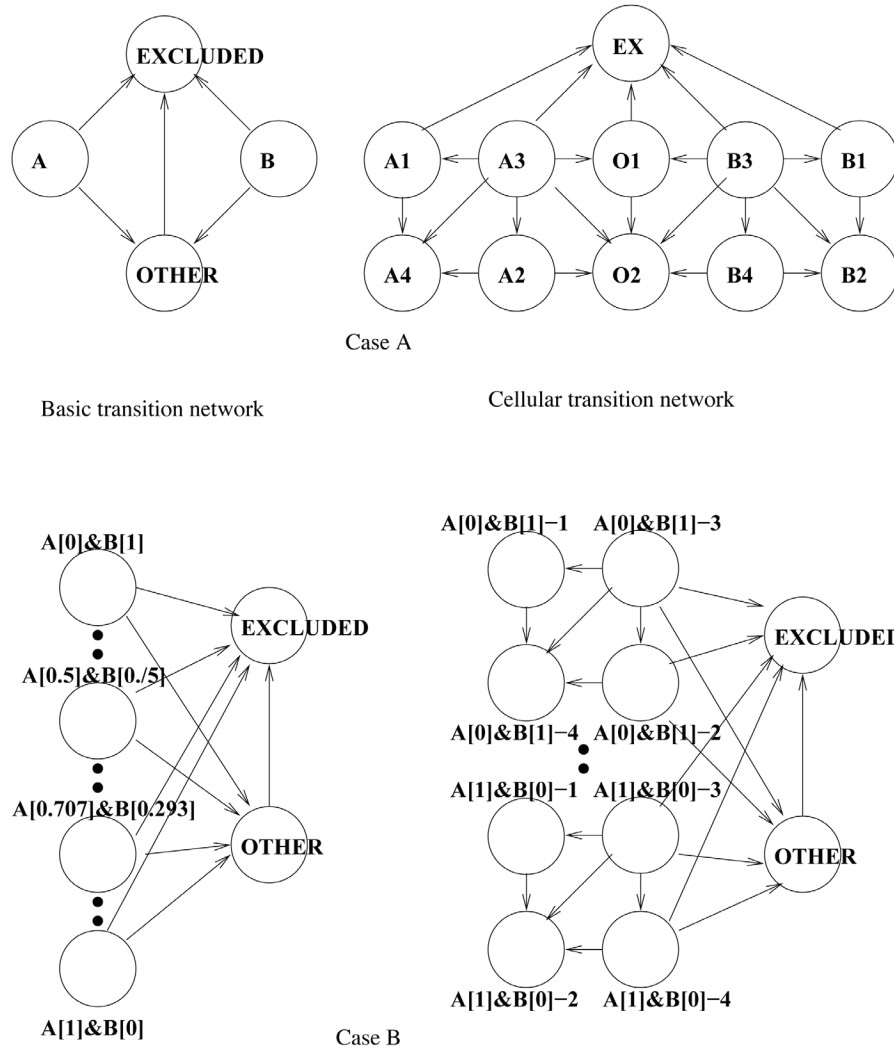 EXCLUDED
A
B
OTHER
EX
A1
A3
O1
B3
B1
A4
A2
O2
B4
B2
Case A
Basic transition network
Cellular transition network
A[0]&B[1]
EXCLUDED
A[0.5]&B[0./5]
A[0.707]&B[0.293]
OTHER
A[1]&B[0]
A[0]&B[1]−1
A[0]&B[1]−3
EXCLUDED
A[0]&B[1]−4
A[0]&B[1]−2
A[1]&B[0]−1
A[1]&B[0]−3
OTHER
A[1]&B[0]−2
A[1]&B[0]−4
Case B